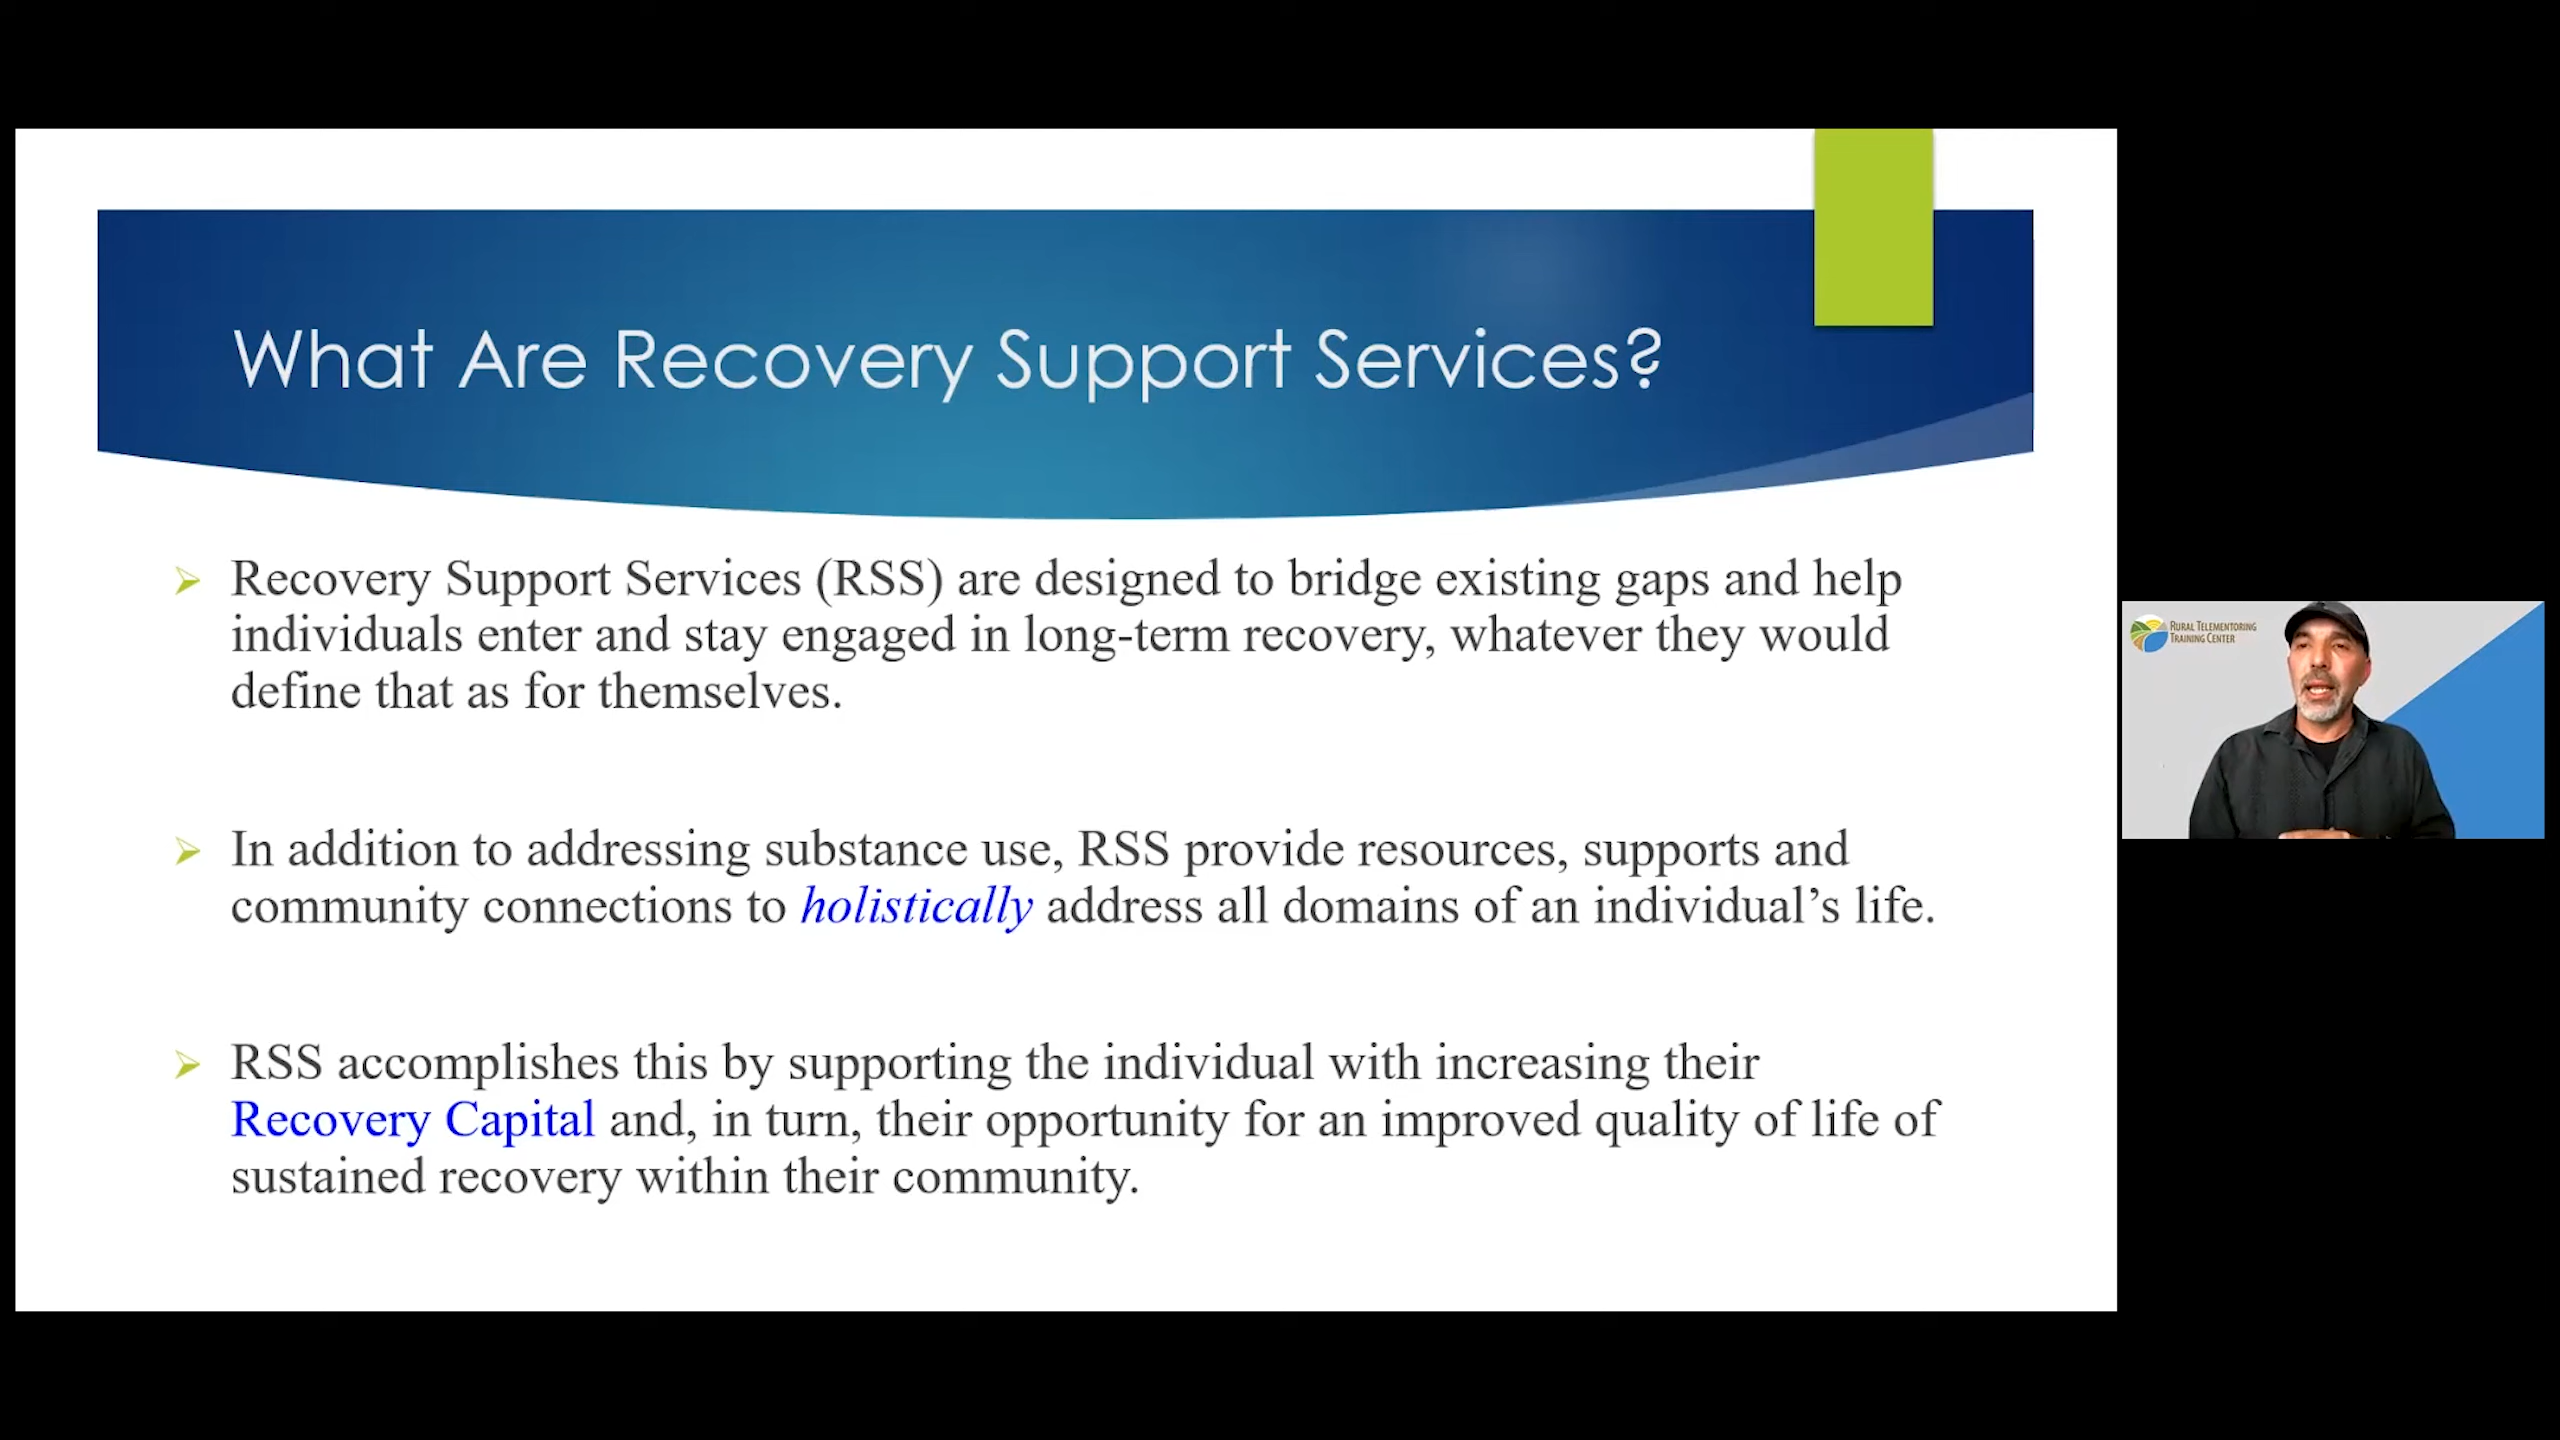 What Are Recovery Support Services?
Recovery Support Services (RSS) are designed to bridge existing gaps and help
individuals enter and stay engaged in long-term recovery, whatever they would
define that as for themselves.
In addition to addressing substance use, RSS provide resources, supports and
community connections to holistically address all domains of an individual’s life.
RSS accomplishes this by supporting the individual with increasing their
Recovery Capital and, in turn, their opportunity for an improved quality of life of
sustained recovery within their community.
RURAL TELEMENTORING
TRAINING CENTER